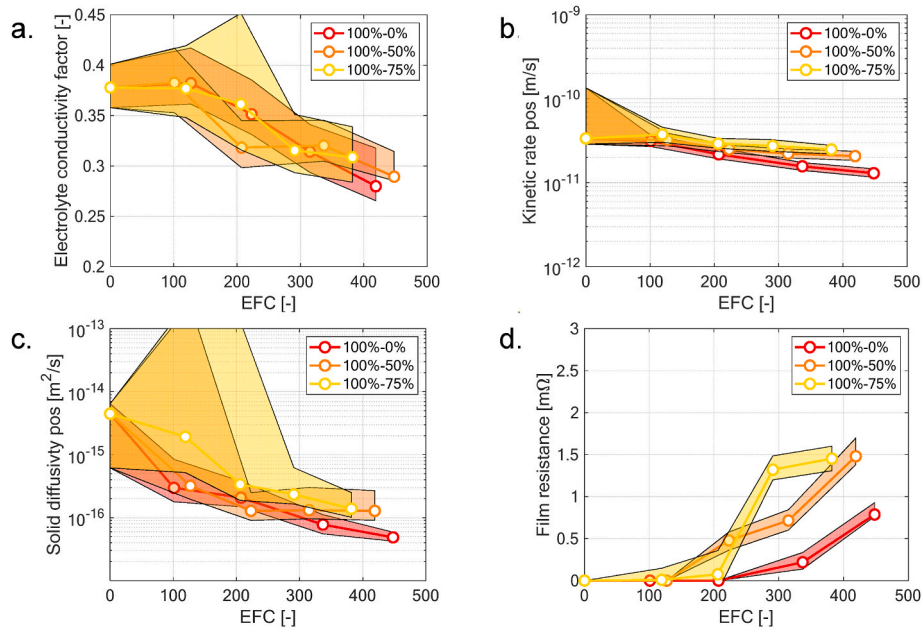 a.
Electrolyte conductivity factor [-]
0.4
0.35
0.3
0.25
0.2
0 100 200 300 400 500
EFC [-]
100%-0%
100%-50%
100%-75%
b.
Kinetic rate pos [m/s]
10^-9
10^-10
10^-11
10^-12
0 100 200 300 400 500
EFC [-]
100%-0%
100%-50%
100%-75%
c.
Solid diffusivty pos [m^2/s]
10^-13
10^-14
10^-15
10^-16
0 100 200 300 400 500
EFC [-]
100%-0%
100%-50%
100%-75%
d.
Film resistance [mΩ]
3
2.5
2
1.5
1
0.5
0
0 100 200 300 400 500
EFC [-]
100%-0%
100%-50%
100%-75%